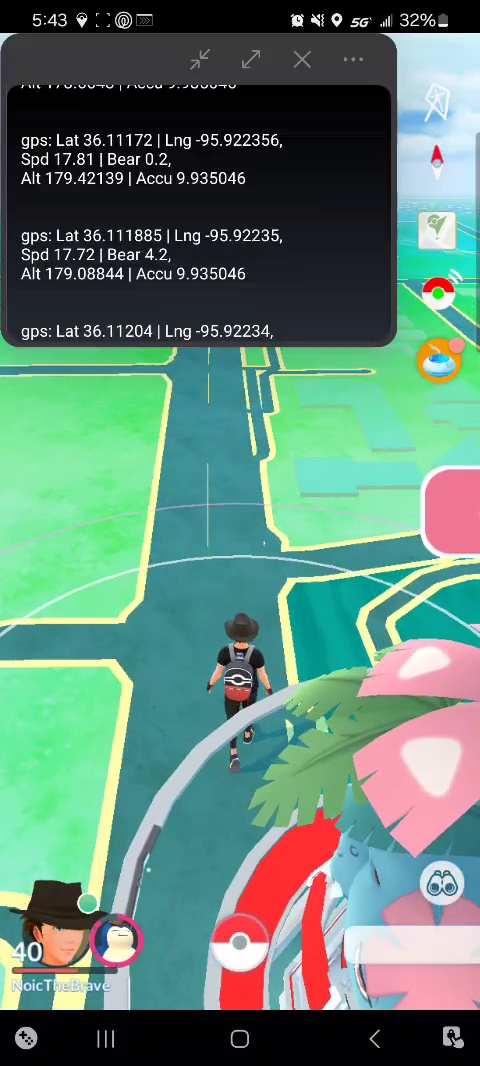 5:43
5G 32%
gps: Lat 36.11172 | Lng -95.922356,
Spd 17.81 | Bear 0.2,
Alt 179.42139 | Accu 9.935046
gps: Lat 36.111885 | Lng -95.92235,
Spd 17.72 | Bear 4.2,
Alt 179.08844 | Accu 9.935046
gps: Lat 36.11204 | Lng -95.92234,
40
NoicTheBrave